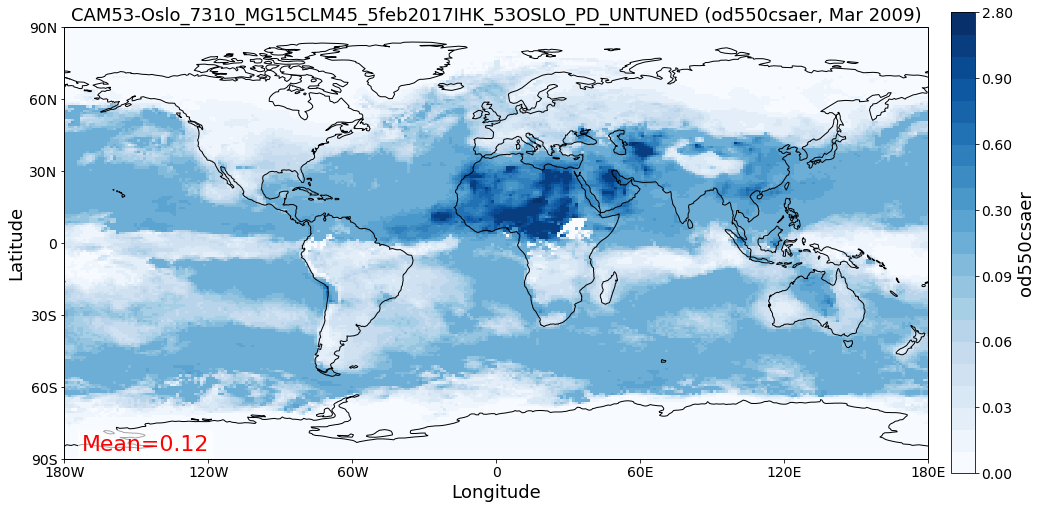 CAM53-Oslo_7310_MG15CLM45_5feb2017IHK_53OSLO_PD_UNTUNED (od550csaer, Mar 2009)
90N
60N
30N
0
30S
60S
90S
Latitude
180W
120W
60W
0
60E
120E
180E
Longitude
Mean=0.12
2.80
0.90
0.60
0.30
0.09
0.06
0.03
0.00
od550csaer